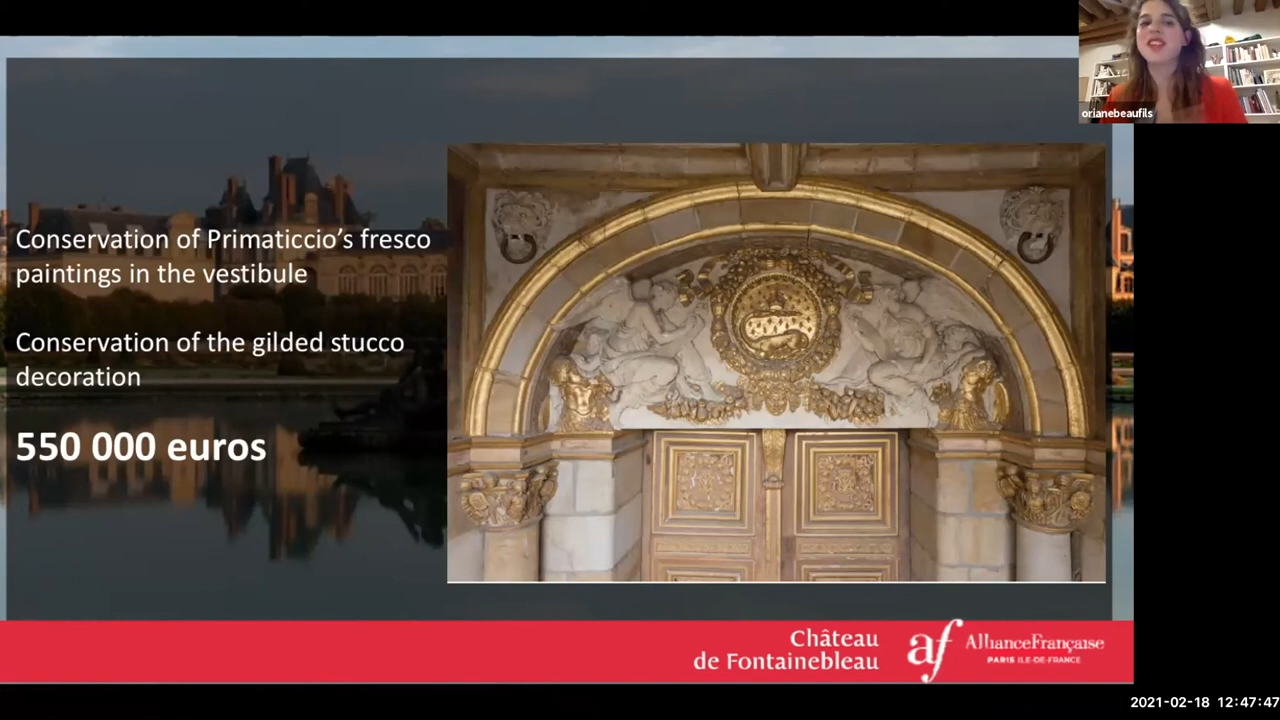 orianebeaufils
Conservation of Primaticcio’s fresco
paintings in the vestibule
Conservation of the gilded stucco
decoration
550 000 euros
Château
de Fontainebleau
af AllianceFrançaise
PARIS ILE-DE-FRANCE
2021-02-18 12:47:47